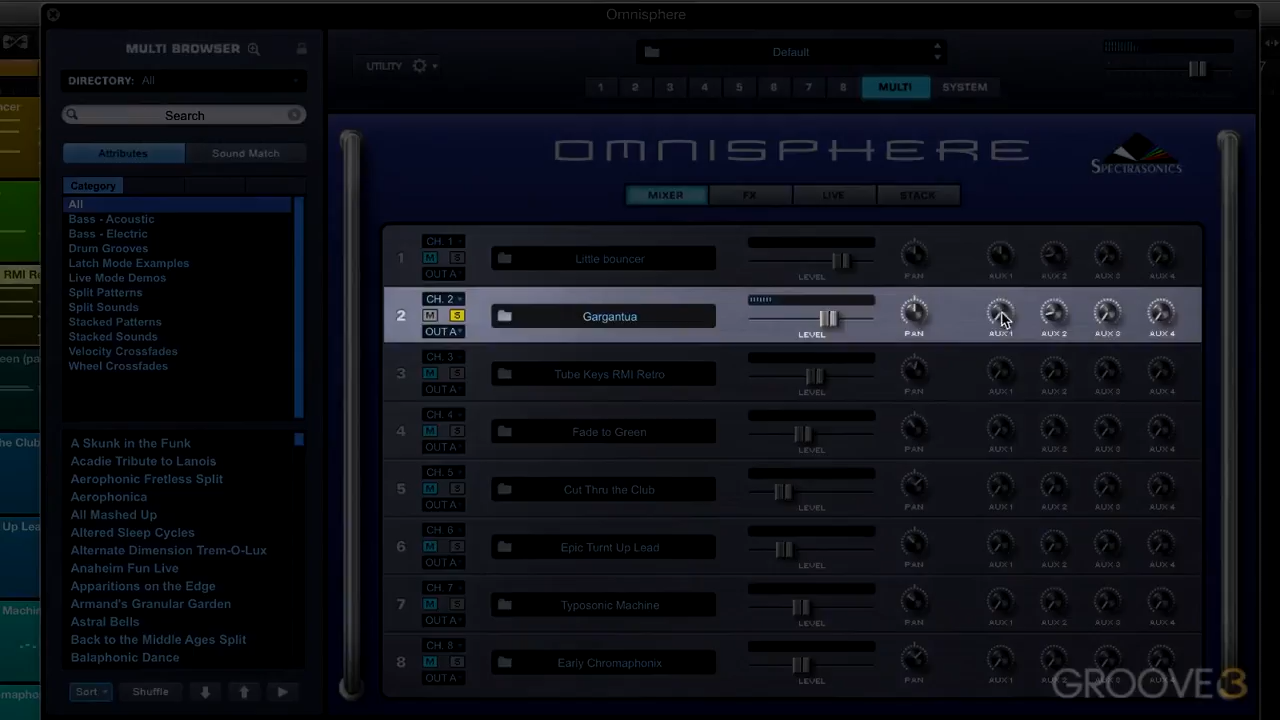 Omnisphere
MULTI BROWSER
DIRECTORY: All
Search
Attributes
Sound Match
Category
All
Bass - Acoustic
Bass - Electric
Drum Grooves
Latch Mode Examples
Live Mode Demos
Split Patterns
Split Sounds
Stacked Patterns
Stacked Sounds
Velocity Crossfades
Wheel Crossfades
A Skunk in the Funk
Acadie Tribute to Lanois
Aerophonic Fretless Split
Aerophonica
All Mashed Up
Altered Sleep Cycles
Alternate Dimension Trem-O-Lux
Anaheim Fun Live
Apparitions on the Edge
Armand's Granular Garden
Astral Bells
Back to the Middle Ages Split
Balaphonic Dance
Sort
Shuffle
UTILITY
Default
1 2 3 4 5 6 7 8 MULTI SYSTEM
OMNISPHERE
SPECTRASONICS
MIXER FX LIVE STACK
1 CH. 1 M S OUT A Little bouncer LEVEL PAN AUX 1 AUX 2 AUX 3 AUX 4
2 CH. 2 M S OUT A Gargantua LEVEL PAN AUX 1 AUX 2 AUX 3 AUX 4
3 CH. 3 M S OUT A Tube Keys RMI Retro LEVEL PAN AUX 1 AUX 2 AUX 3 AUX 4
4 CH. 4 M S OUT A Fade to Green LEVEL PAN AUX 1 AUX 2 AUX 3 AUX 4
5 CH. 5 M S OUT A Cut Thru the Club LEVEL PAN AUX 1 AUX 2 AUX 3 AUX 4
6 CH. 6 M S OUT A Epic Turnt Up Lead LEVEL PAN AUX 1 AUX 2 AUX 3 AUX 4
7 CH. 7 M S OUT A Typosonic Machine LEVEL PAN AUX 1 AUX 2 AUX 3 AUX 4
8 CH. 8 M S OUT A Early Chromaphonix LEVEL PAN AUX 1 AUX 2 AUX 3 AUX 4
ncer
RMI R
een (pa
he Club
Up Lea
Machin
omapho
GROOVE3